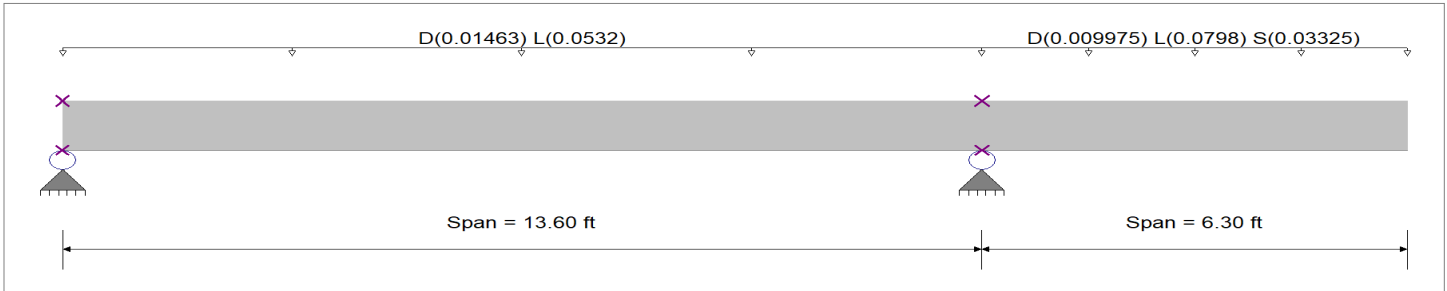 D(0.01463) L(0.0532)
D(0.009975) L(0.0798) S(0.03325)
Span = 13.60 ft
Span = 6.30 ft